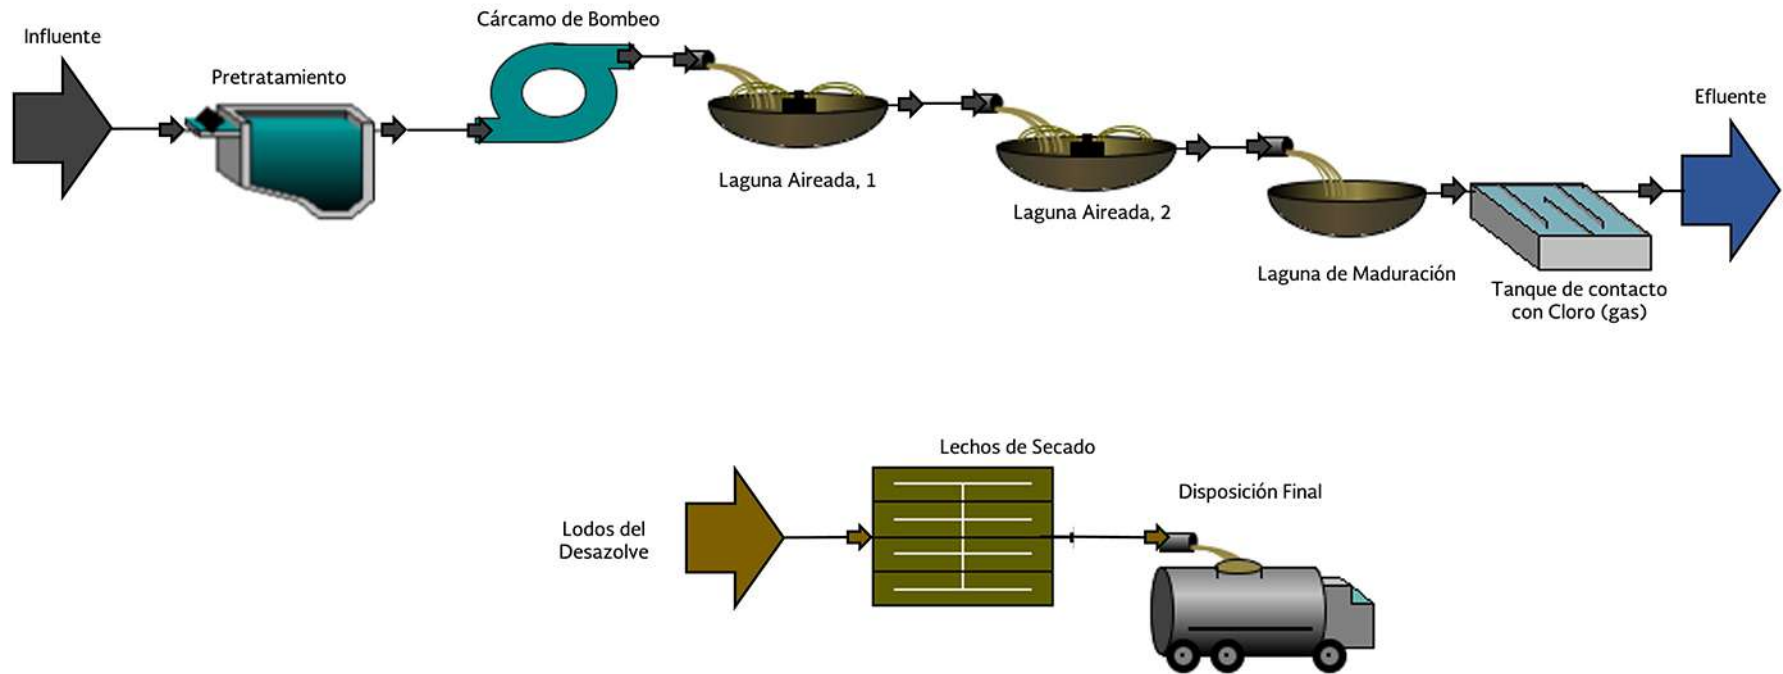 Influente
Pretratamiento
Cárcamo de Bombeo
Laguna Aireada, 1
Laguna Aireada, 2
Laguna de Maduración
Tanque de contacto
con Cloro (gas)
Efluente
Lodos del
Desazolve
Lechos de Secado
Disposición Final